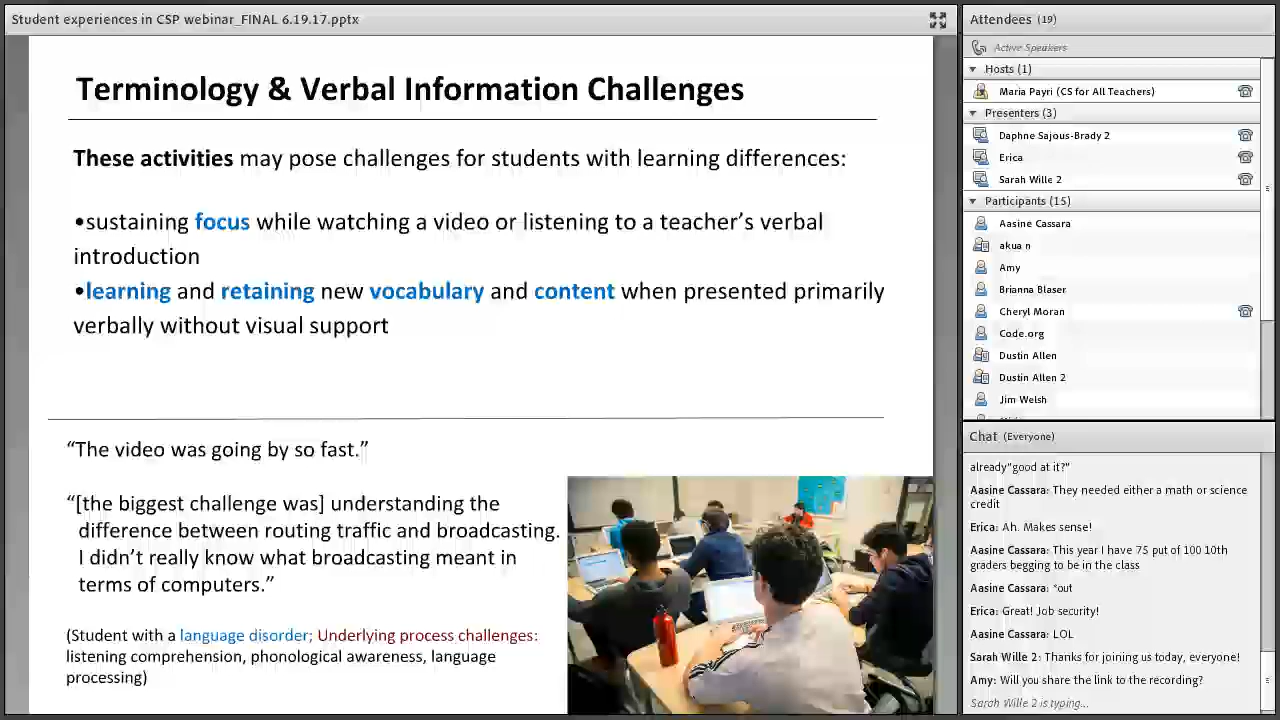 Student experiences in CSP webinar_FINAL 6.19.17.pptx
Terminology & Verbal Information Challenges
These activities may pose challenges for students with learning differences:
•sustaining focus while watching a video or listening to a teacher’s verbal
introduction
•learning and retaining new vocabulary and content when presented primarily
verbally without visual support
“The video was going by so fast.”
“[the biggest challenge was] understanding the
difference between routing traffic and broadcasting.
I didn’t really know what broadcasting meant in
terms of computers.”
(Student with a language disorder; Underlying process challenges:
listening comprehension, phonological awareness, language
processing)
Attendees (19)
Active Speakers
Hosts (1)
Maria Payri (CS for All Teachers)
Presenters (3)
Daphne Sajous-Brady 2
Erica
Sarah Wille 2
Participants (15)
Aasine Cassara
akua n
Amy
Brianna Blaser
Cheryl Moran
Code.org
Dustin Allen
Dustin Allen 2
Jim Welsh
Chat (Everyone)
already"good at it?"
Aasine Cassara: They needed either a math or science
credit
Erica: Ah. Makes sense!
Aasine Cassara: This year I have 75 put of 100 10th
graders begging to be in the class
Aasine Cassara: *out
Erica: Great! Job security!
Aasine Cassara: LOL
Sarah Wille 2: Thanks for joining us today, everyone!
Amy: Will you share the link to the recording?
Sarah Wille 2 is typing...